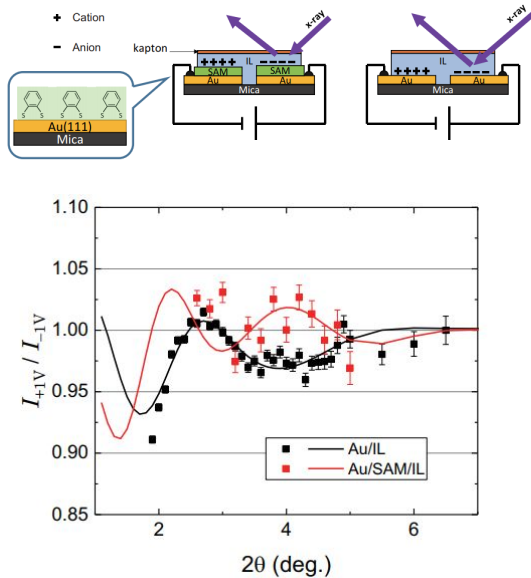 + Cation
- Anion
x-ray
x-ray
kapton
IL
IL
++++
-----
++++
-----
SAM
SAM
Au
Au
Au
Au
Mica
Mica
S S S S S S
Au(111)
Mica
1.10
1.05
1.00
0.95
0.90
0.85
I+1V / I-1V
Au/IL
Au/SAM/IL
2 4 6
2θ (deg.)